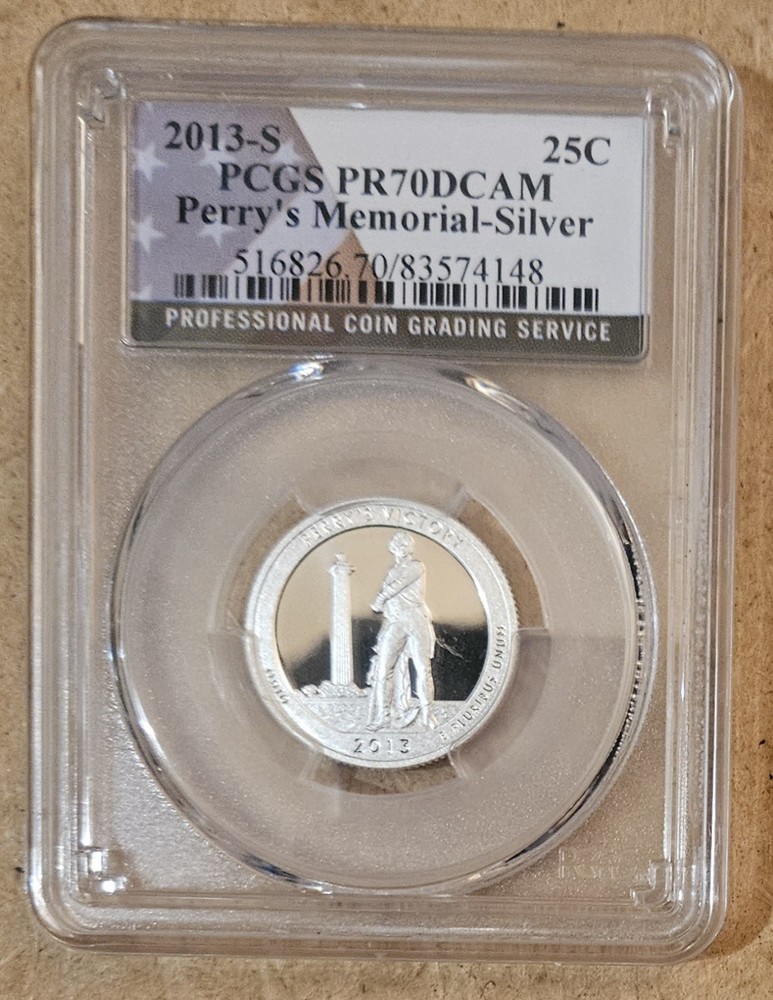 2013-S 25C
PCGS PR70DCAM
Perry's Memorial-Silver
516826.70/83574148
PROFESSIONAL COIN GRADING SERVICE
PERRY'S VICTORY
OHIO
2013
E PLURIBUS UNUM